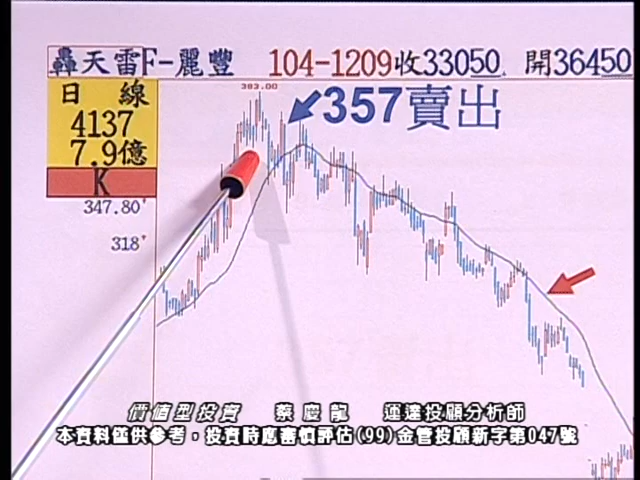 轟天雷F-麗豐 104-1209收33050 開36450
日 線
4137
7.9億
K
383.00
357賣出
347.80
318
價值型投資 蔡慶龍 運達投顧分析師
本資料僅供參考，投資時應審慎評估(99)金管投顧新字第047號